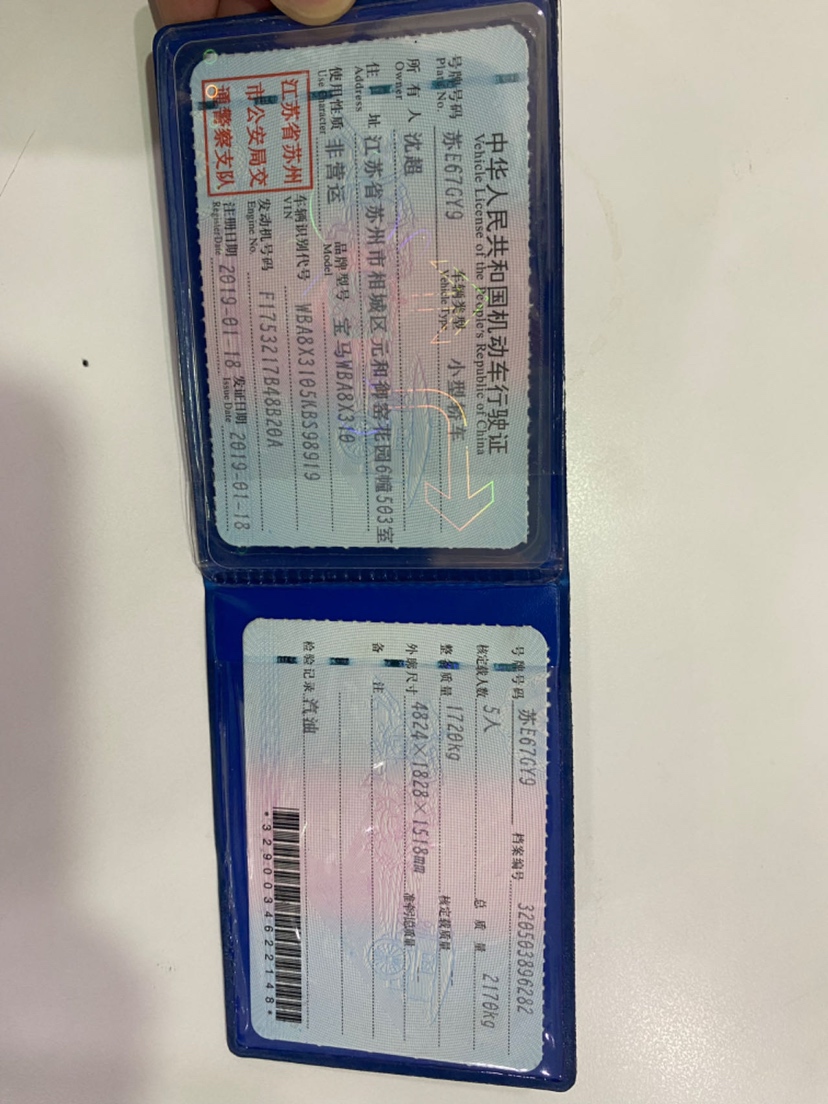 中华人民共和国机动车行驶证
Vehicle License of the People's Republic of China
号牌号码 苏E67GY9 车辆类型 小型轿车
Plate No. Vehicle Type
所有人 沈超
Owner
住址 江苏省苏州市相城区元和御窑花园6幢503室
Address
使用性质 非营运 品牌型号 宝马WBA8X310
Use Character Model
江苏省苏州
市公安局交
通警察支队
车辆识别代号 WBA8X3105KBS98919
VIN
发动机号码 F1753217B48B20A
Engine No.
注册日期 2019-01-18 发证日期 2019-01-18
Register Date Issue Date
号牌号码 苏E67GY9 档案编号 320503896282
核定载人数 5人 总质量 2170kg
整备质量 1720kg 核定载质量
外廓尺寸 4824×1828×1518mm 准牵引总质量
备注
检验记录 汽油
*3290034622148*